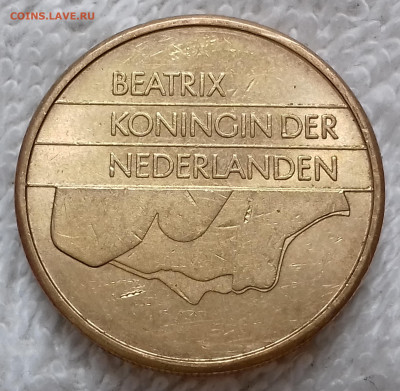 COINS.LAVE.RU
BEATRIX
KONINGIN DER
NEDERLANDEN